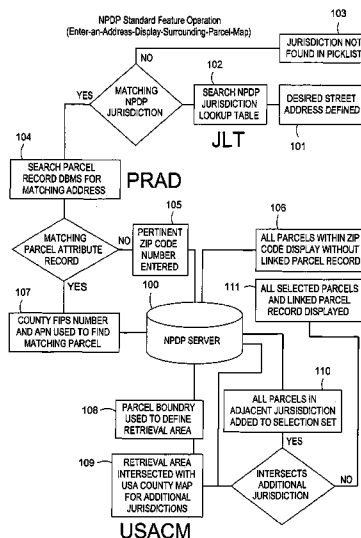 NPDP Standard Feature Operation
(Enter-an-Address-Display-Surrounding-Parcel-Map)
103
JURISDICTION NOT
FOUND IN PICKLIST
NO
102
YES
MATCHING
NPDP
JURISDICTION
SEARCH NPDP
JURISDICTION
LOOKUP TABLE
DESIRED STREET
ADDRESS DEFINED
101
JLT
104
SEARCH PARCEL
RECORD DBMS FOR
MATCHING ADDRESS
PRAD
105
106
MATCHING
PARCEL ATTRIBUTE
RECORD
NO
PERTINENT
ZIP CODE
NUMBER
ENTERED
ALL PARCELS WITHIN ZIP
CODE DISPLAY WITHOUT
LINKED PARCEL RECORD
107
YES
100
111
ALL SELECTED PARCELS
AND LINKED PARCEL
RECORD DISPLAYED
COUNTY FIPS NUMBER
AND APN USED TO FIND
MATCHING PARCEL
NPDP SERVER
110
108
PARCEL BOUNDRY
USED TO DEFINE
RETRIEVAL AREA
ALL PARCELS IN
ADJACENT JURSISDICTION
ADDED TO SELECTION SET
109
YES
NO
RETRIEVAL AREA
INTERSECTED WITH
USA COUNTY MAP
FOR ADDITIONAL
JURISDICTIONS
INTERSECTS
ADDITIONAL
JURISDICTION
USACM